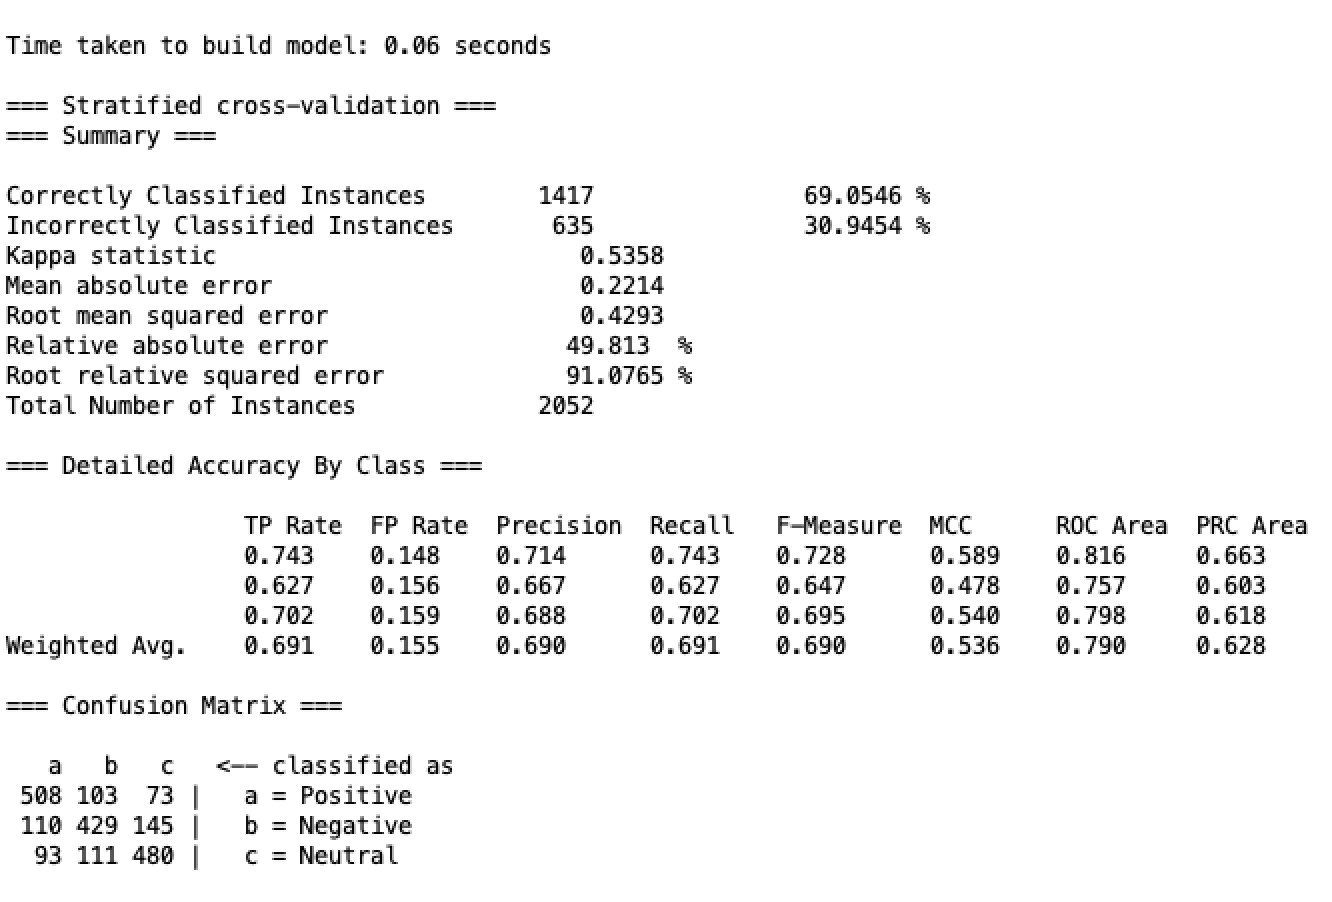 Time taken to build model: 0.06 seconds
=== Stratified cross-validation ===
=== Summary ===
Correctly Classified Instances 1417 69.0546 %
Incorrectly Classified Instances 635 30.9454 %
Kappa statistic 0.5358
Mean absolute error 0.2214
Root mean squared error 0.4293
Relative absolute error 49.813 %
Root relative squared error 91.0765 %
Total Number of Instances 2052
=== Detailed Accuracy By Class ===
TP Rate FP Rate Precision Recall F-Measure MCC ROC Area PRC Area
0.743 0.148 0.714 0.743 0.728 0.589 0.816 0.663
0.627 0.156 0.667 0.627 0.647 0.478 0.757 0.603
0.702 0.159 0.688 0.702 0.695 0.540 0.798 0.618
Weighted Avg. 0.691 0.155 0.690 0.691 0.690 0.536 0.790 0.628
=== Confusion Matrix ===
a b c <-- classified as
508 103 73 | a = Positive
110 429 145 | b = Negative
93 111 480 | c = Neutral